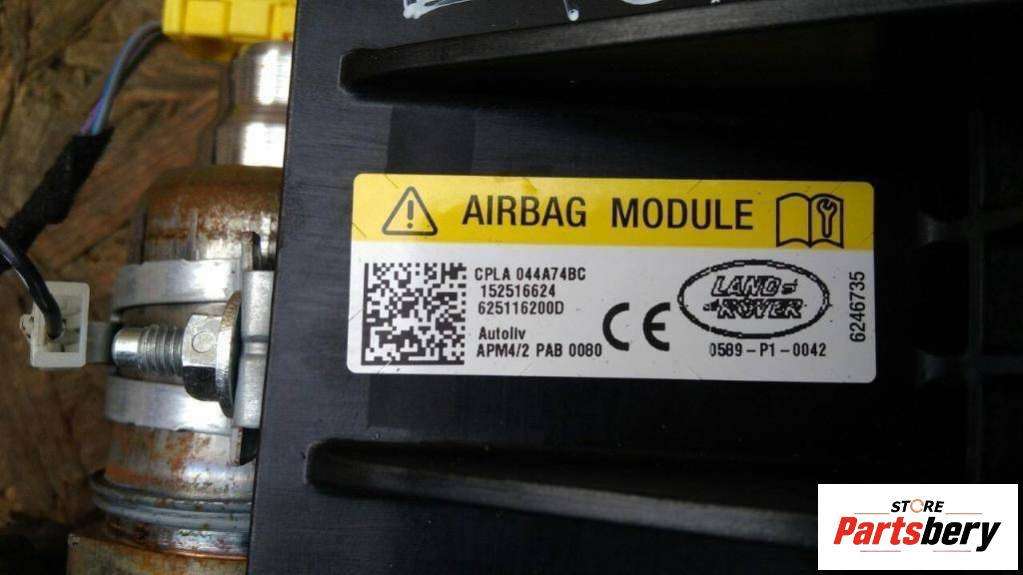 AIRBAG MODULE
CPLA 044A74BC
152516624
625116200D
Autoliv
APM4/2 PAB 0080
CE
LAND-
-ROVER
0589-P1-0042
6246735
STORE
Partsbery